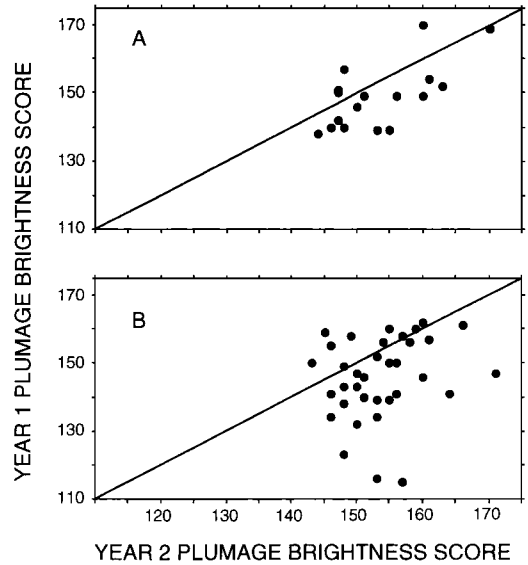 YEAR 1 PLUMAGE BRIGHTNESS SCORE
170
A
150
130
110
170
B
150
130
110
120 130 140 150 160 170
YEAR 2 PLUMAGE BRIGHTNESS SCORE